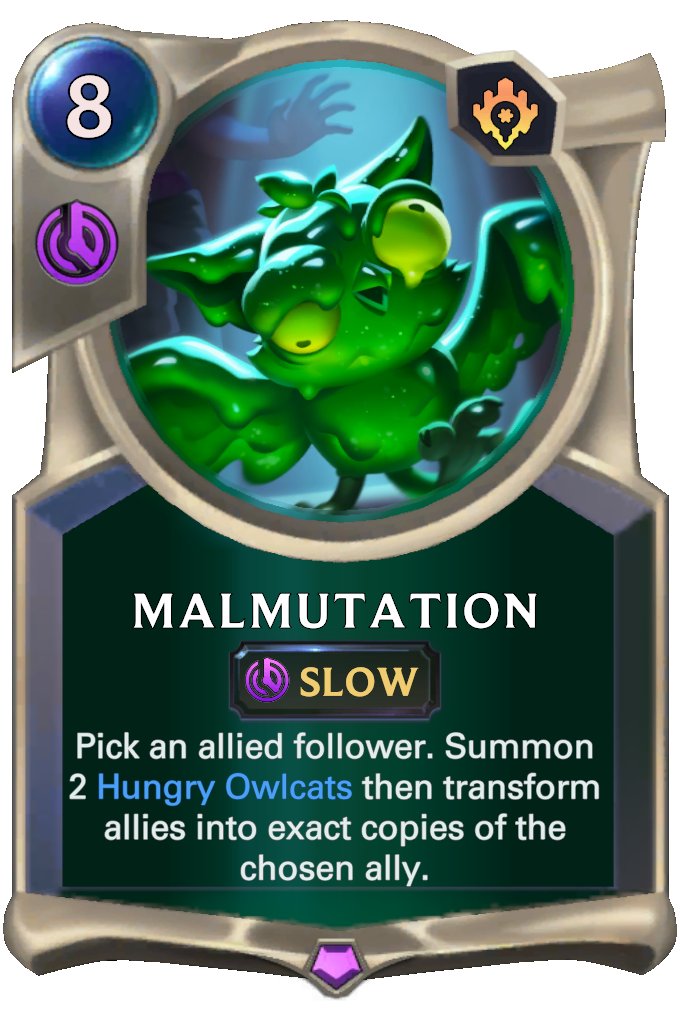 8
MALMUTATION
SLOW
Pick an allied follower. Summon
2 Hungry Owlcats then transform
allies into exact copies of the
chosen ally.